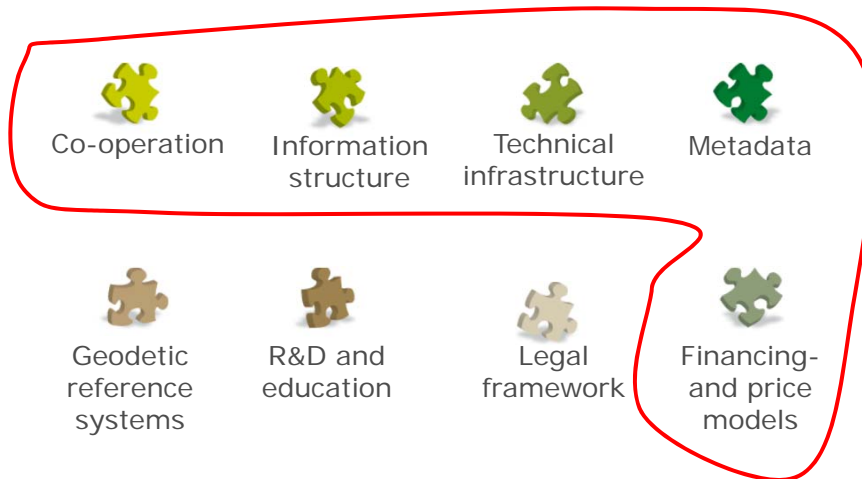 Co-operation
Information
structure
Technical
infrastructure
Metadata
Geodetic
reference
systems
R&D and
education
Legal
framework
Financing-
and price
models